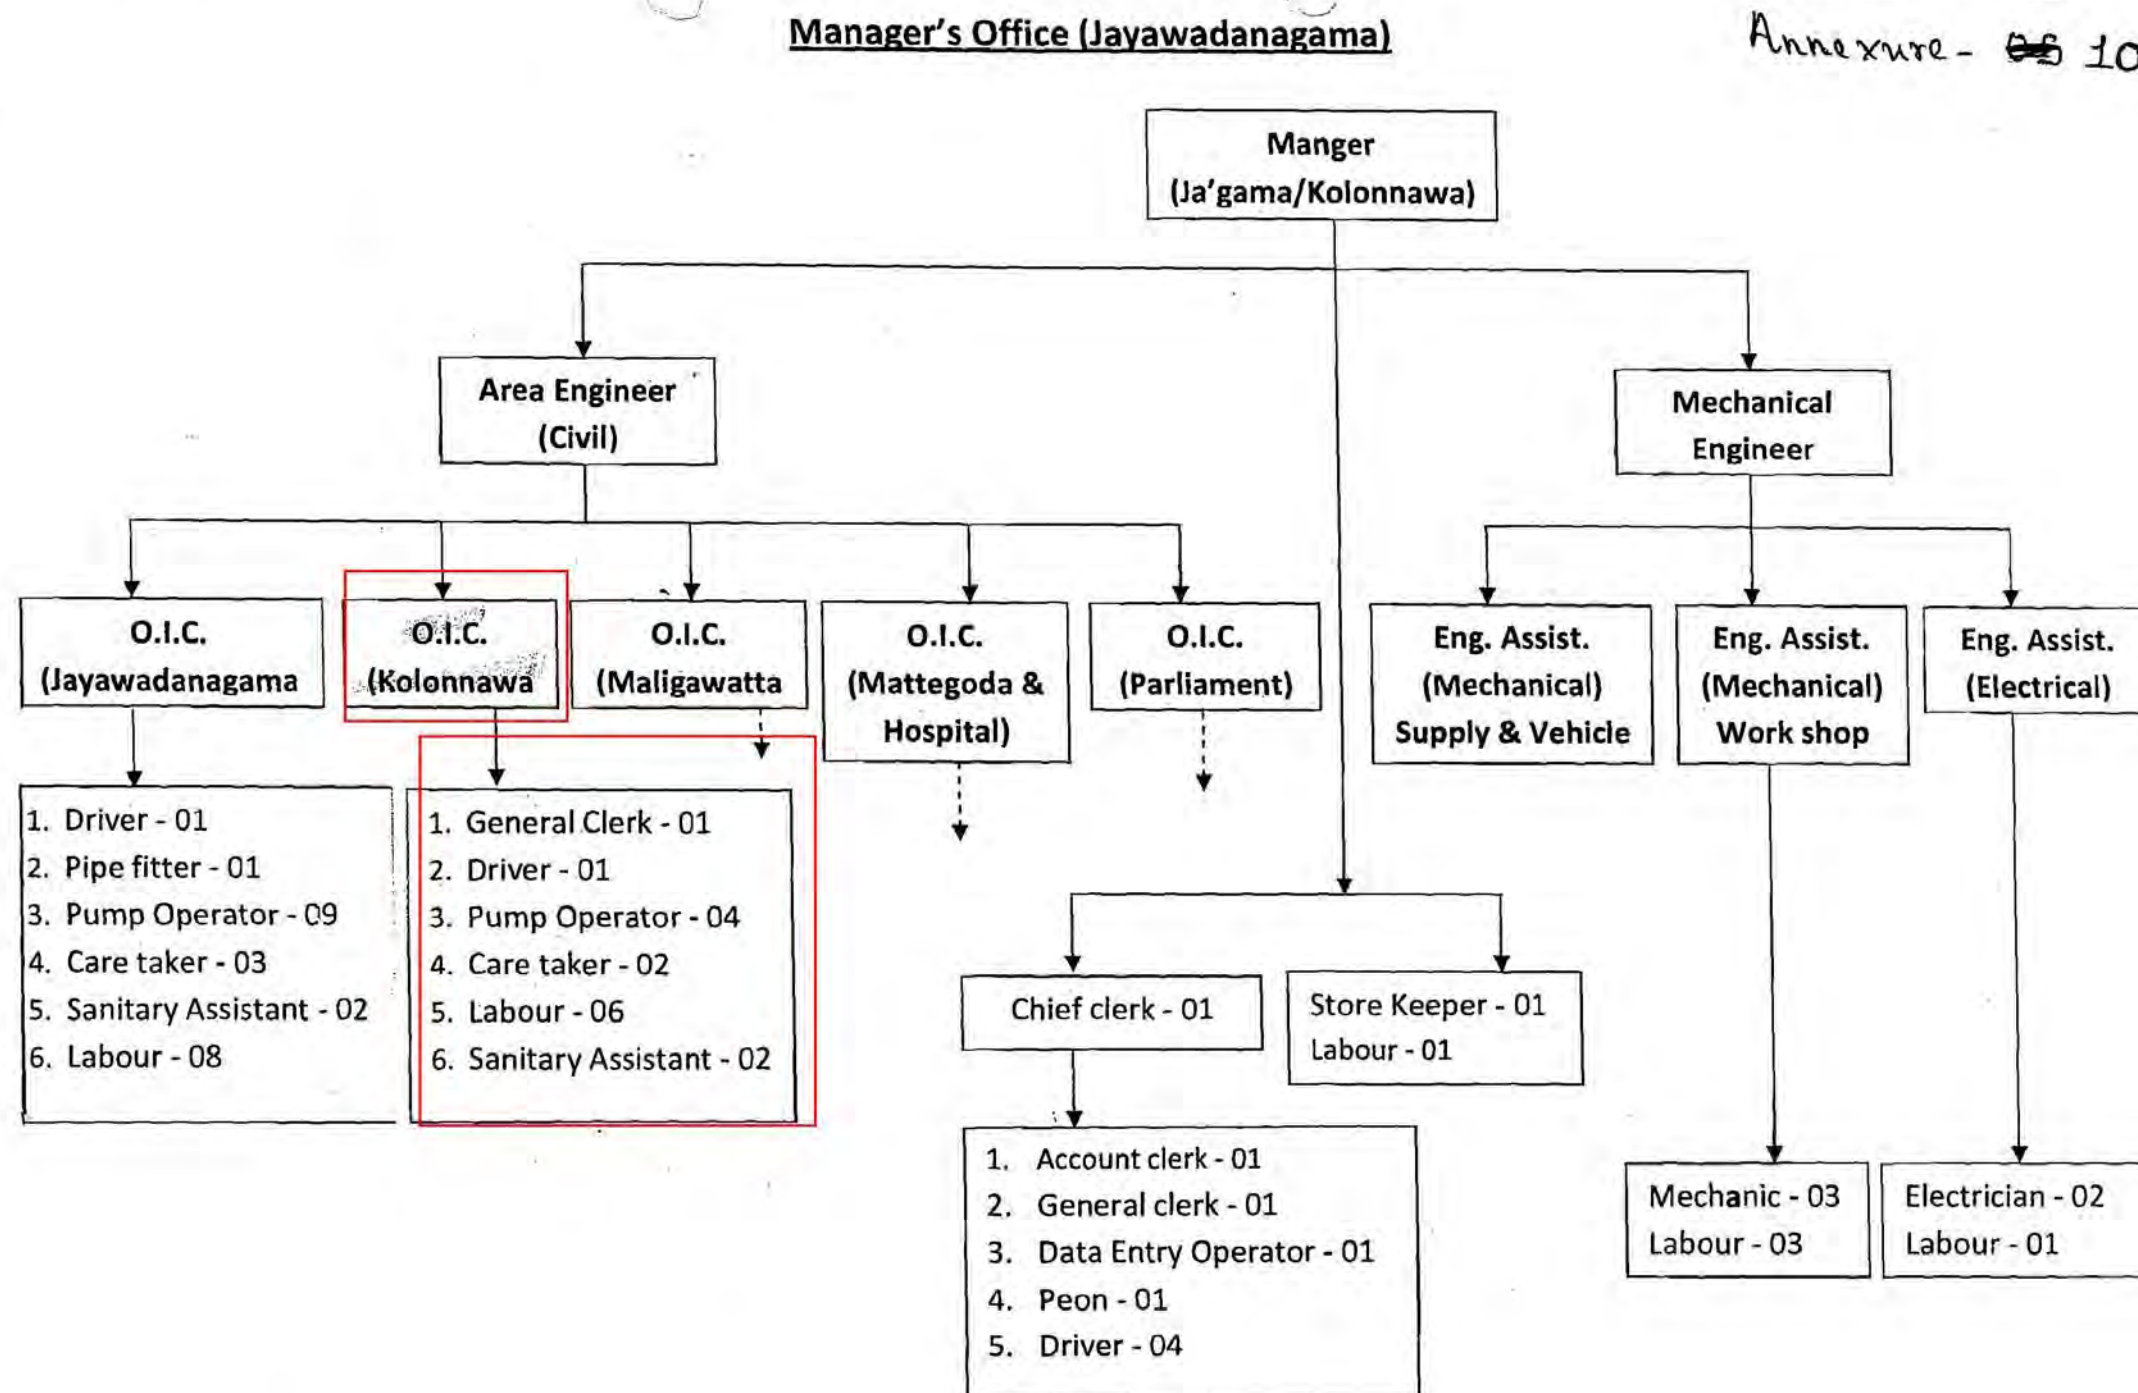 Manager's Office (Jayawadanagama)
Annexure - 10
Manger
(Ja'gama/Kolonnawa)
Area Engineer
(Civil)
Mechanical
Engineer
O.I.C.
(Jayawadanagama
O.I.C.
(Kolonnawa
O.I.C.
(Maligawatta
O.I.C.
(Mattegoda &
Hospital)
O.I.C.
(Parliament)
Eng. Assist.
(Mechanical)
Supply & Vehicle
Eng. Assist.
(Mechanical)
Work shop
Eng. Assist.
(Electrical)
1. Driver - 01
2. Pipe fitter - 01
3. Pump Operator - 09
4. Care taker - 03
5. Sanitary Assistant - 02
6. Labour - 08
1. General Clerk - 01
2. Driver - 01
3. Pump Operator - 04
4. Care taker - 02
5. Labour - 06
6. Sanitary Assistant - 02
Chief clerk - 01
Store Keeper - 01
Labour - 01
1. Account clerk - 01
2. General clerk - 01
3. Data Entry Operator - 01
4. Peon - 01
5. Driver - 04
Mechanic - 03
Labour - 03
Electrician - 02
Labour - 01